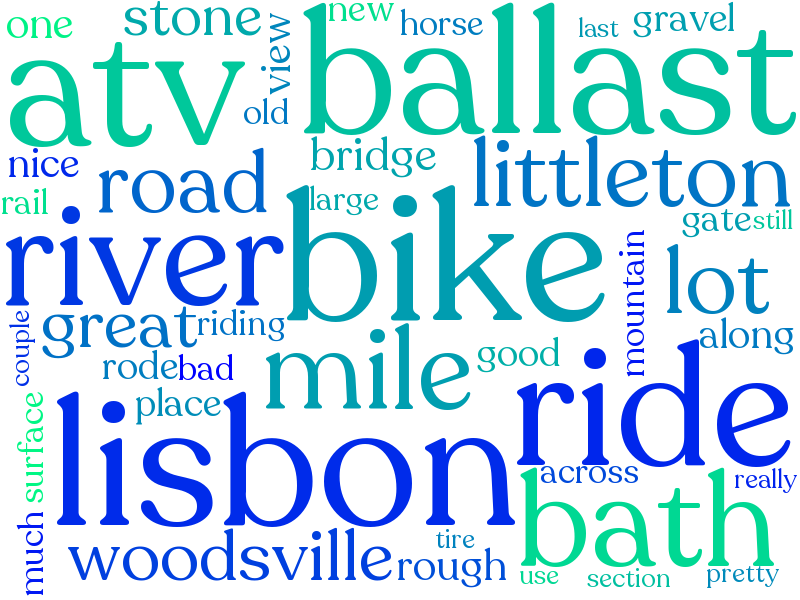 one
stone
view
new
horse
last
gravel
atv
old
ballast
nice
road
bridge
littleton
rail
large
gate
still
river
bike
mountain
lot
great
riding
along
couple
rode
bad
mile
good
place
ride
surface
lisbon
across
really
much
woodsville
tire
rough
bath
use
section
pretty